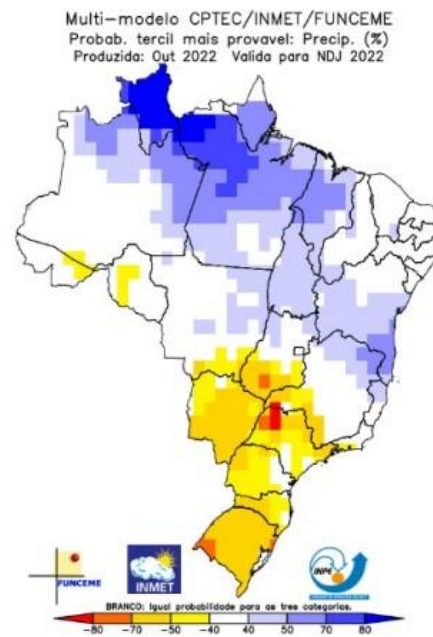 Multi-modelo CPTEC/INMET/FUNCEME
Probab. tercil mais provavel: Precip. (%)
Produzida: Out 2022 Valida para NDJ 2022
FUNCEME
INMET
INPE
BRANCO: Igual probabilidade para as tres categorias.
-80 -70 -60 -50 -40 40 50 60 70 80